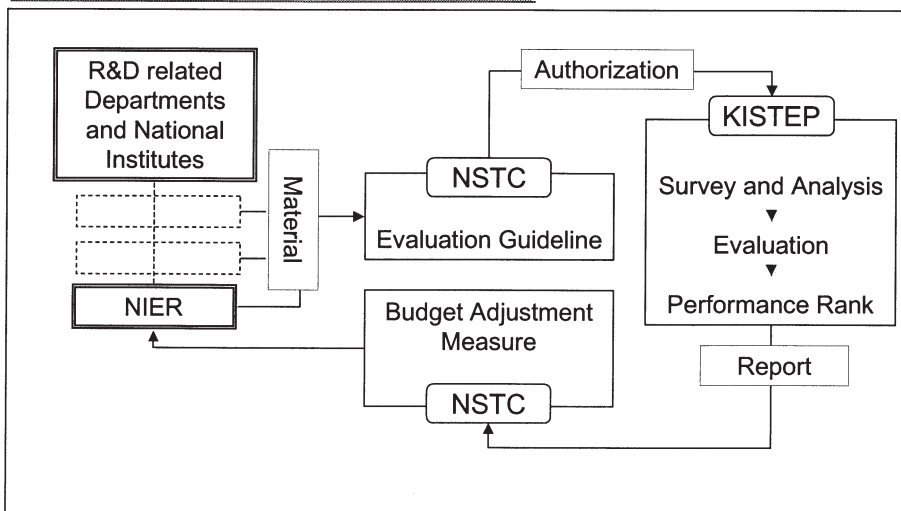 R&D related
Departments
and National
Institutes
Material
NIER
NSTC
Evaluation Guideline
Authorization
KISTEP
Survey and Analysis
Evaluation
Performance Rank
Report
Budget Adjustment
Measure
NSTC